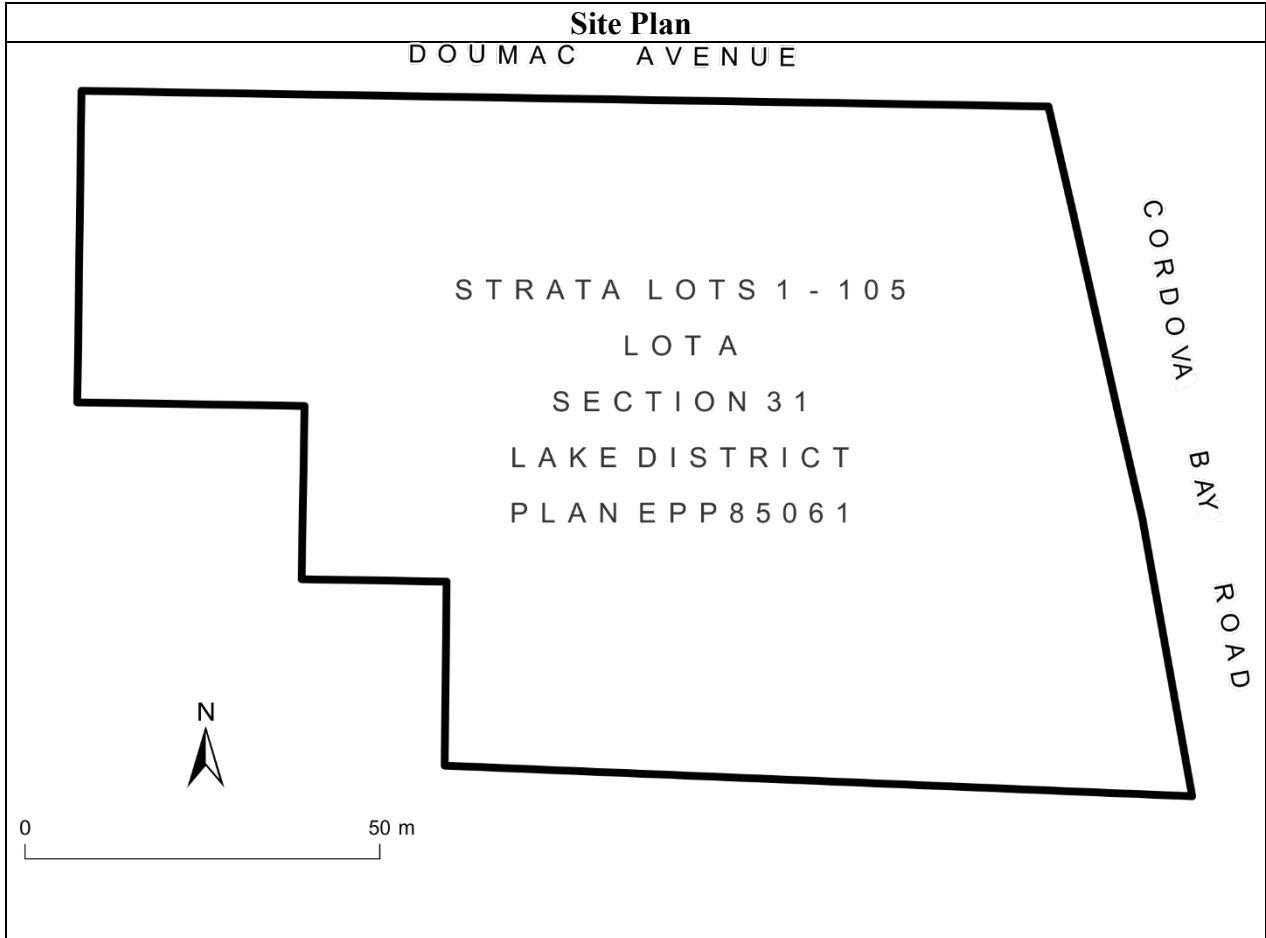 Site Plan
DOUMAC AVENUE
CORDOVA BAY ROAD
STRATA LOTS 1 - 105
LOT A
SECTION 31
LAKE DISTRICT
PLAN EPP85061
N
0 50 m